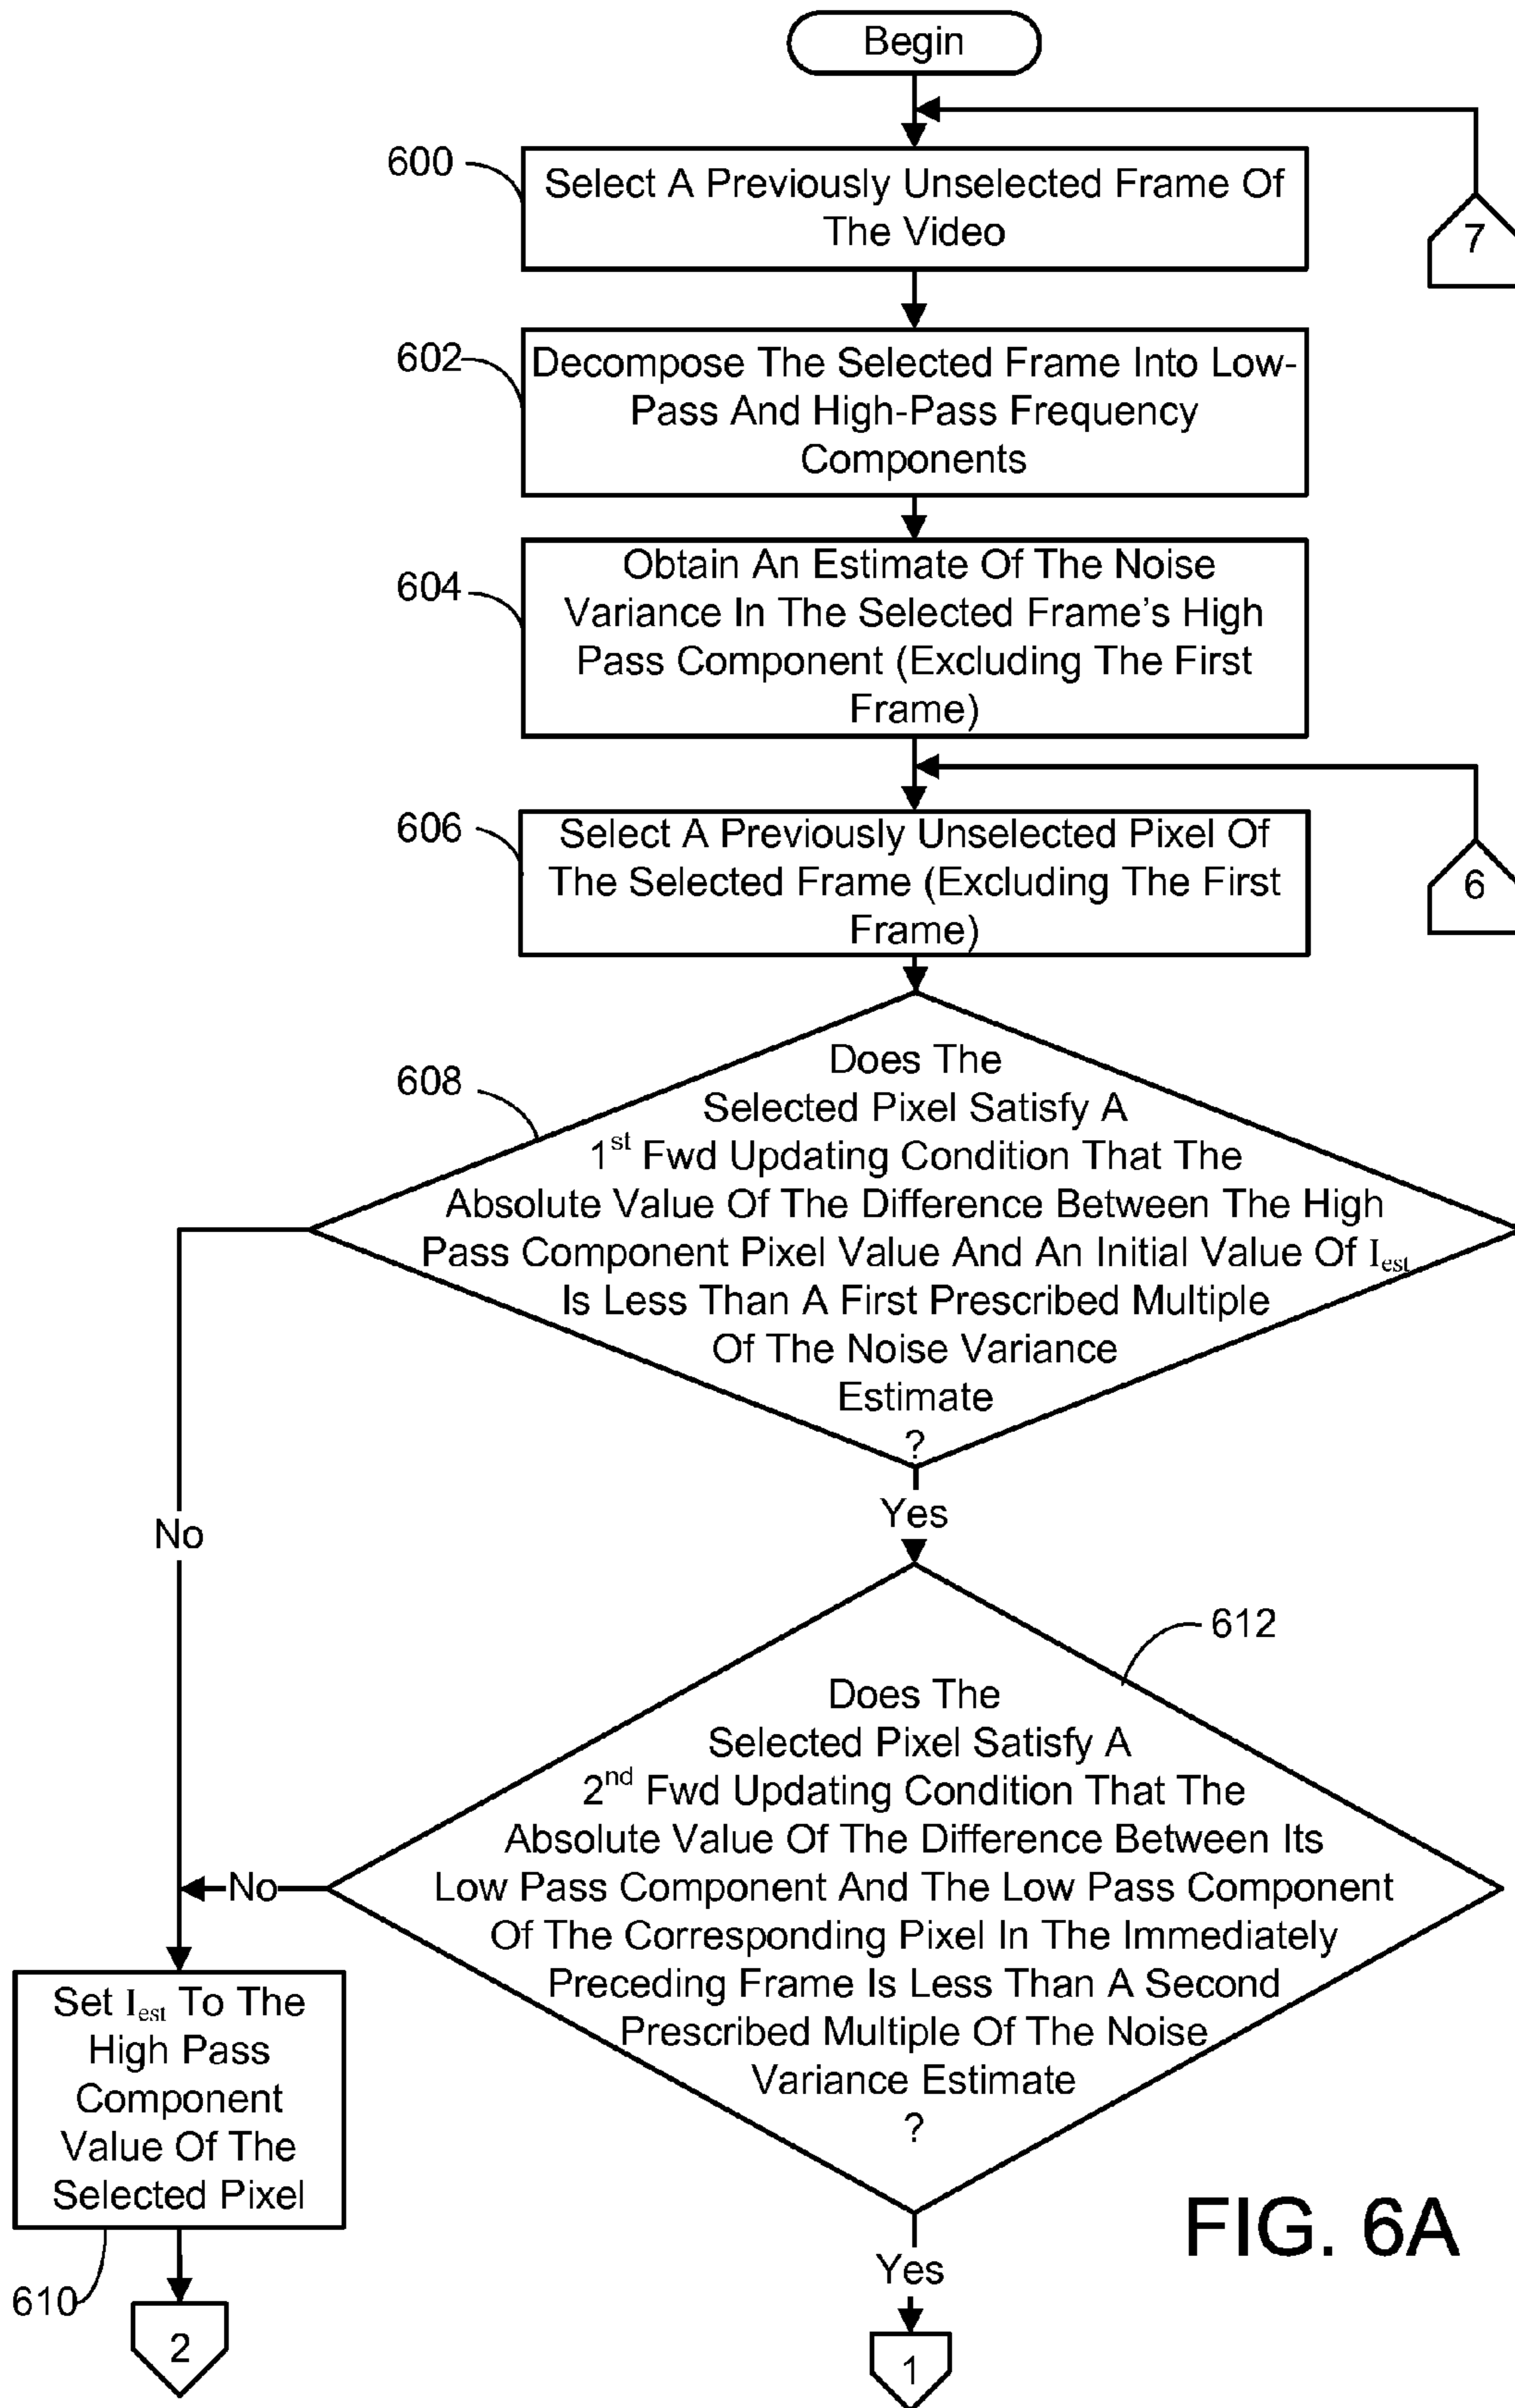 Begin
600
Select A Previously Unselected Frame Of
The Video
7
602
Decompose The Selected Frame Into Low-
Pass And High-Pass Frequency
Components
604
Obtain An Estimate Of The Noise
Variance In The Selected Frame's High
Pass Component (Excluding The First
Frame)
606
Select A Previously Unselected Pixel Of
The Selected Frame (Excluding The First
Frame)
6
608
Does The
Selected Pixel Satisfy A
1st Fwd Updating Condition That The
Absolute Value Of The Difference Between The High
Pass Component Pixel Value And An Initial Value Of Iest
Is Less Than A First Prescribed Multiple
Of The Noise Variance
Estimate
?
Yes
No
612
Does The
Selected Pixel Satisfy A
2nd Fwd Updating Condition That The
Absolute Value Of The Difference Between Its
Low Pass Component And The Low Pass Component
Of The Corresponding Pixel In The Immediately
Preceding Frame Is Less Than A Second
Prescribed Multiple Of The Noise
Variance Estimate
?
No
Set Iest To The
High Pass
Component
Value Of The
Selected Pixel
610
2
Yes
1
FIG. 6A